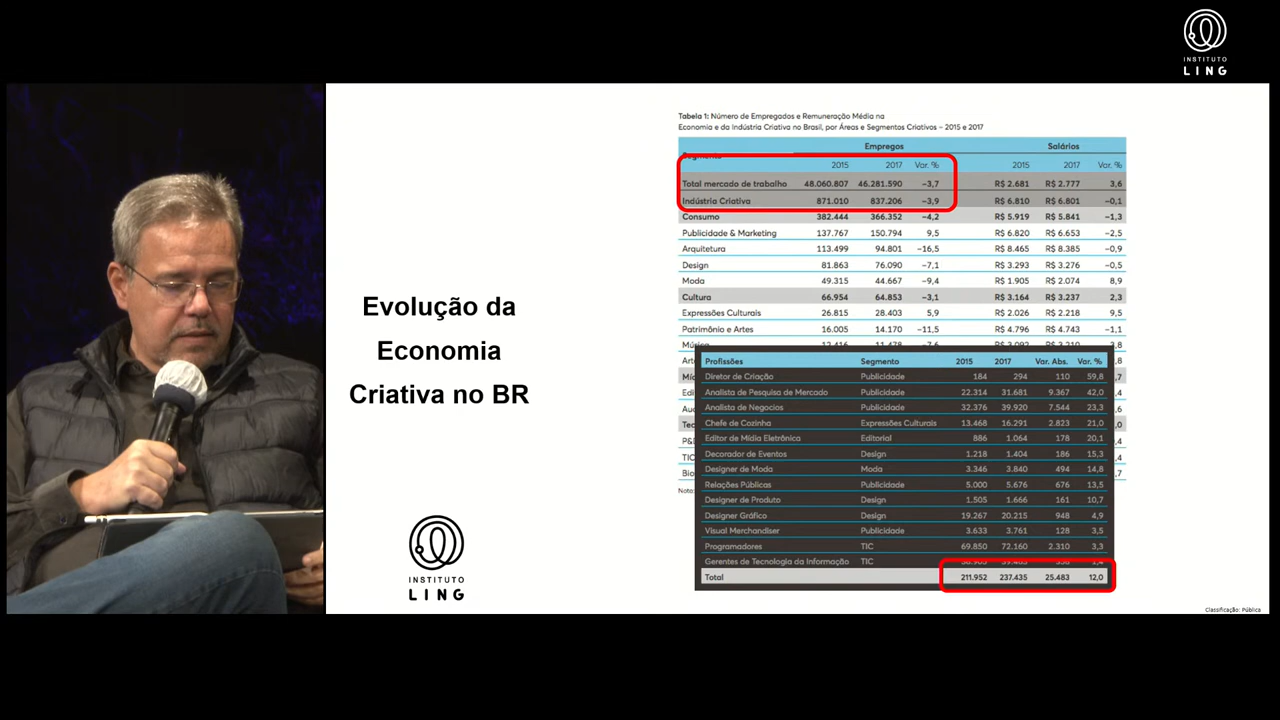 INSTITUTO
LING
Evolução da
Economia
Criativa no BR
INSTITUTO
LING
Tabela 1: Número de Empregados e Remuneração Média na
Economia e da Indústria Criativa no Brasil, por Áreas e Segmentos Criativos – 2015 e 2017
Empregos Salários
2015 2017 Var. % 2015 2017 Var. %
Total mercado de trabalho 48.060.807 46.281.590 –3,7 R$ 2.681 R$ 2.777 3,6
Indústria Criativa 871.010 837.206 –3,9 R$ 6.810 R$ 6.801 –0,1
Consumo 382.444 366.352 –4,2 R$ 5.919 R$ 5.841 –1,3
Publicidade & Marketing 137.767 150.794 9,5 R$ 6.820 R$ 6.653 –2,5
Arquitetura 113.499 94.801 –16,5 R$ 8.465 R$ 8.385 –0,9
Design 81.863 76.090 –7,1 R$ 3.293 R$ 3.276 –0,5
Moda 49.315 44.667 –9,4 R$ 1.905 R$ 2.074 8,9
Cultura 66.954 64.853 –3,1 R$ 3.164 R$ 3.237 2,3
Expressões Culturais 26.815 28.403 5,9 R$ 2.026 R$ 2.218 9,5
Patrimônio e Artes 16.005 14.170 –11,5 R$ 4.796 R$ 4.743 –1,1
Profissões Segmento 2015 2017 Var. Abs. Var. %
Diretor de Criação Publicidade 184 294 110 59,8
Analista de Pesquisa de Mercado Publicidade 22.314 31.681 9.367 42,0
Analista de Negocios Publicidade 32.376 39.920 7.544 23,3
Chefe de Cozinha Expressões Culturais 13.468 16.291 2.823 21,0
Editor de Mídia Eletrônica Editorial 886 1.064 178 20,1
Decorador de Eventos Design 1.218 1.404 186 15,3
Designer de Moda Moda 3.346 3.840 494 14,8
Relações Públicas Publicidade 5.000 5.676 676 13,5
Designer de Produto Design 1.505 1.666 161 10,7
Designer Gráfico Design 19.267 20.215 948 4,9
Visual Merchandiser Publicidade 3.633 3.761 128 3,5
Programadores TIC 69.850 72.160 2.310 3,3
Gerentes de Tecnologia da Informação TIC
Total 211.952 237.435 25.483 12,0
Nota:
Classificação: Pública